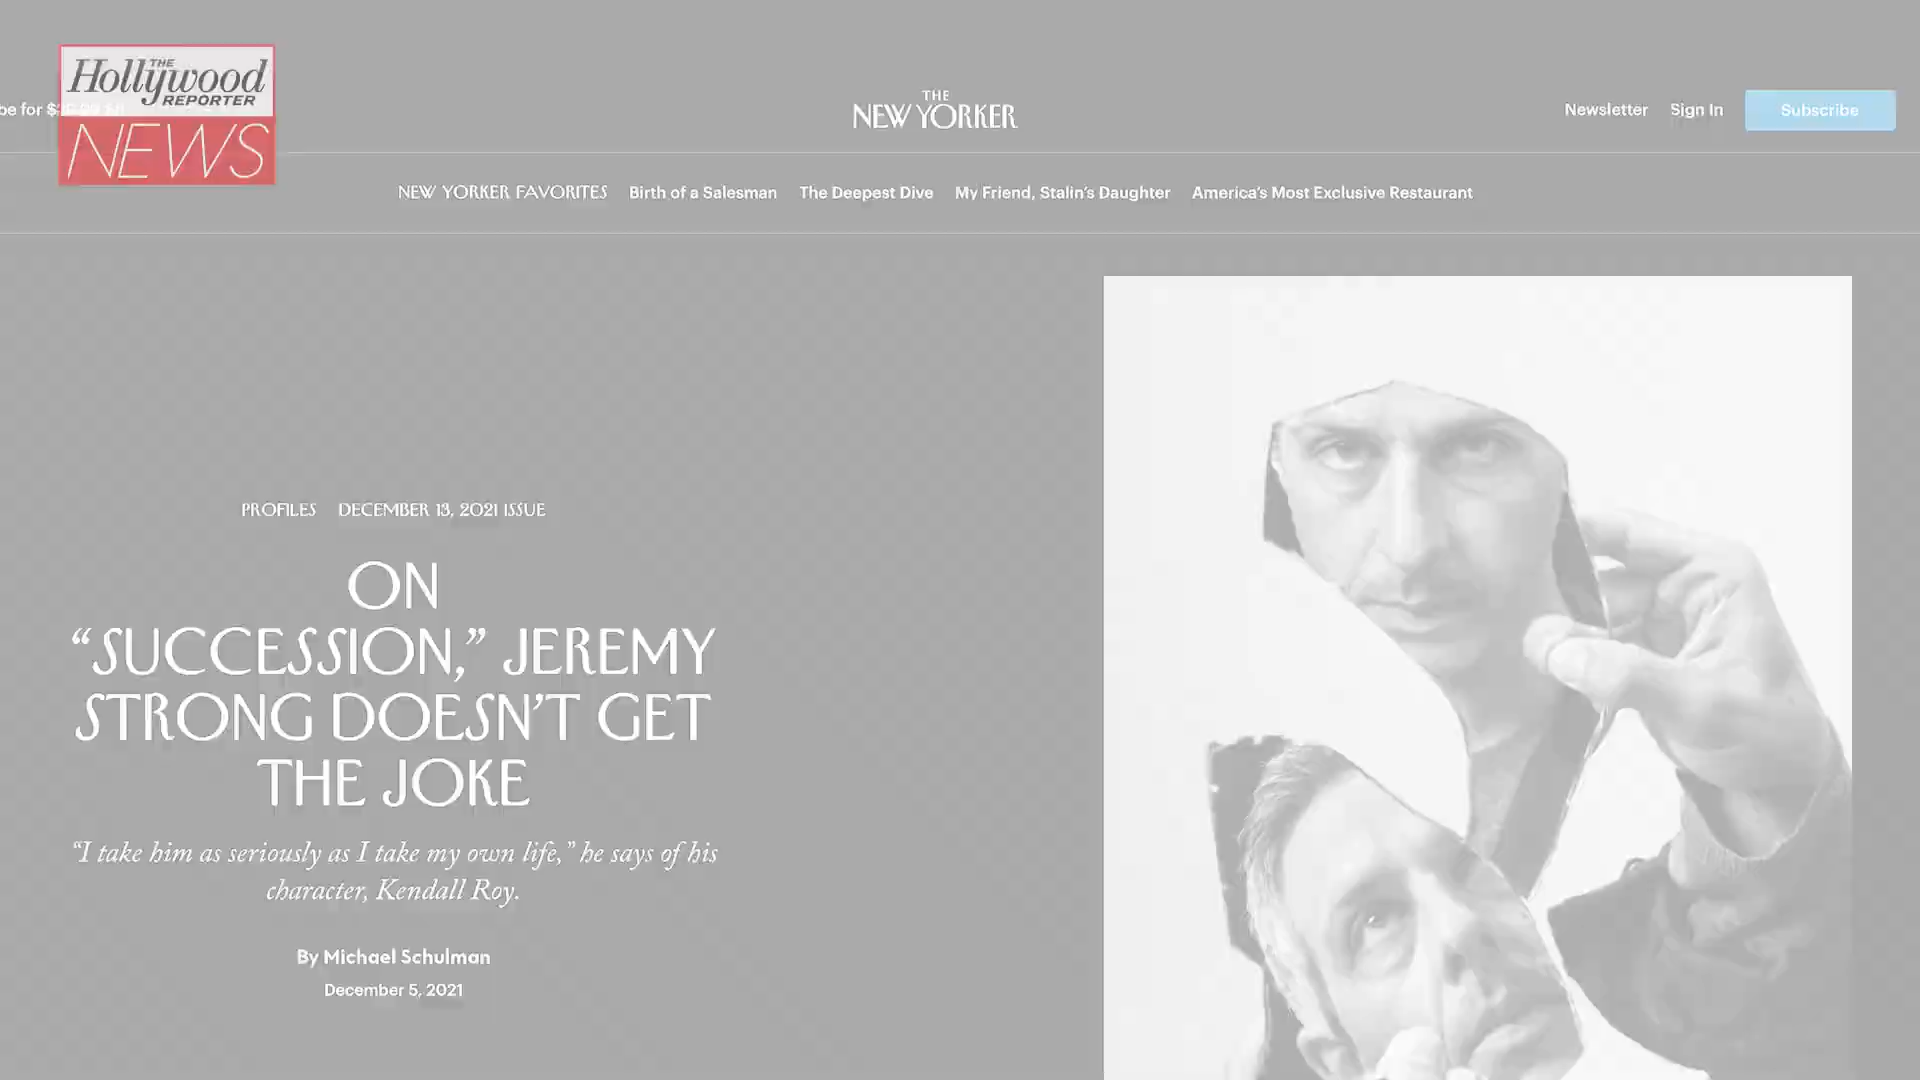 THE
Hollywood
REPORTER
NEWS
be for $
THE
NEW YORKER
Newsletter Sign In Subscribe
NEW YORKER FAVORITES Birth of a Salesman The Deepest Dive My Friend, Stalin's Daughter America's Most Exclusive Restaurant
PROFILES DECEMBER 13, 2021 ISSUE
ON
“SUCCESSION,” JEREMY
STRONG DOESN'T GET
THE JOKE
“I take him as seriously as I take my own life,” he says of his
character, Kendall Roy.
By Michael Schulman
December 5, 2021